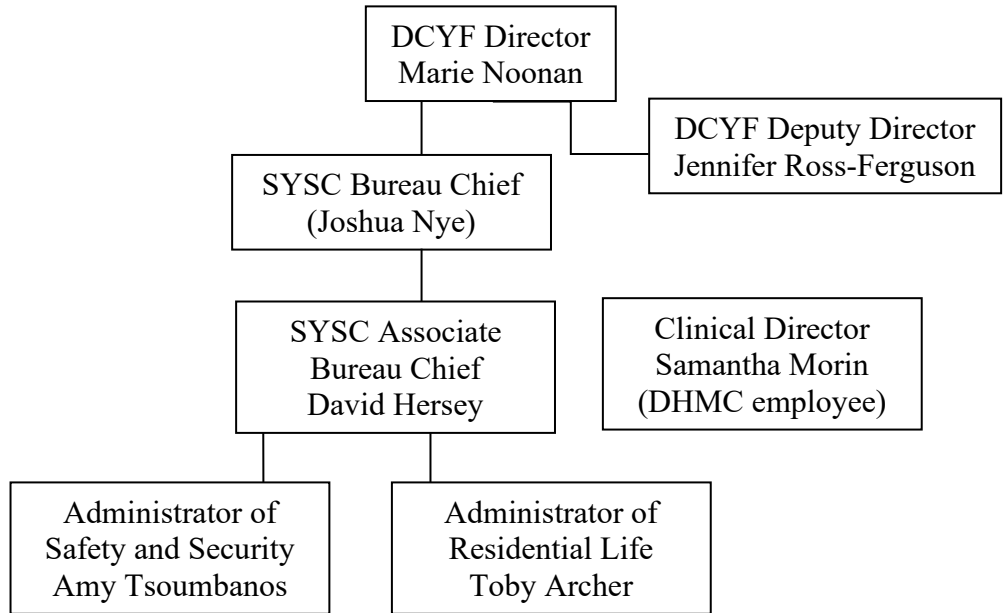 DCYF Director
Marie Noonan
DCYF Deputy Director
Jennifer Ross-Ferguson
SYSC Bureau Chief
(Joshua Nye)
SYSC Associate
Bureau Chief
David Hersey
Clinical Director
Samantha Morin
(DHMC employee)
Administrator of
Safety and Security
Amy Tsoumbanos
Administrator of
Residential Life
Toby Archer